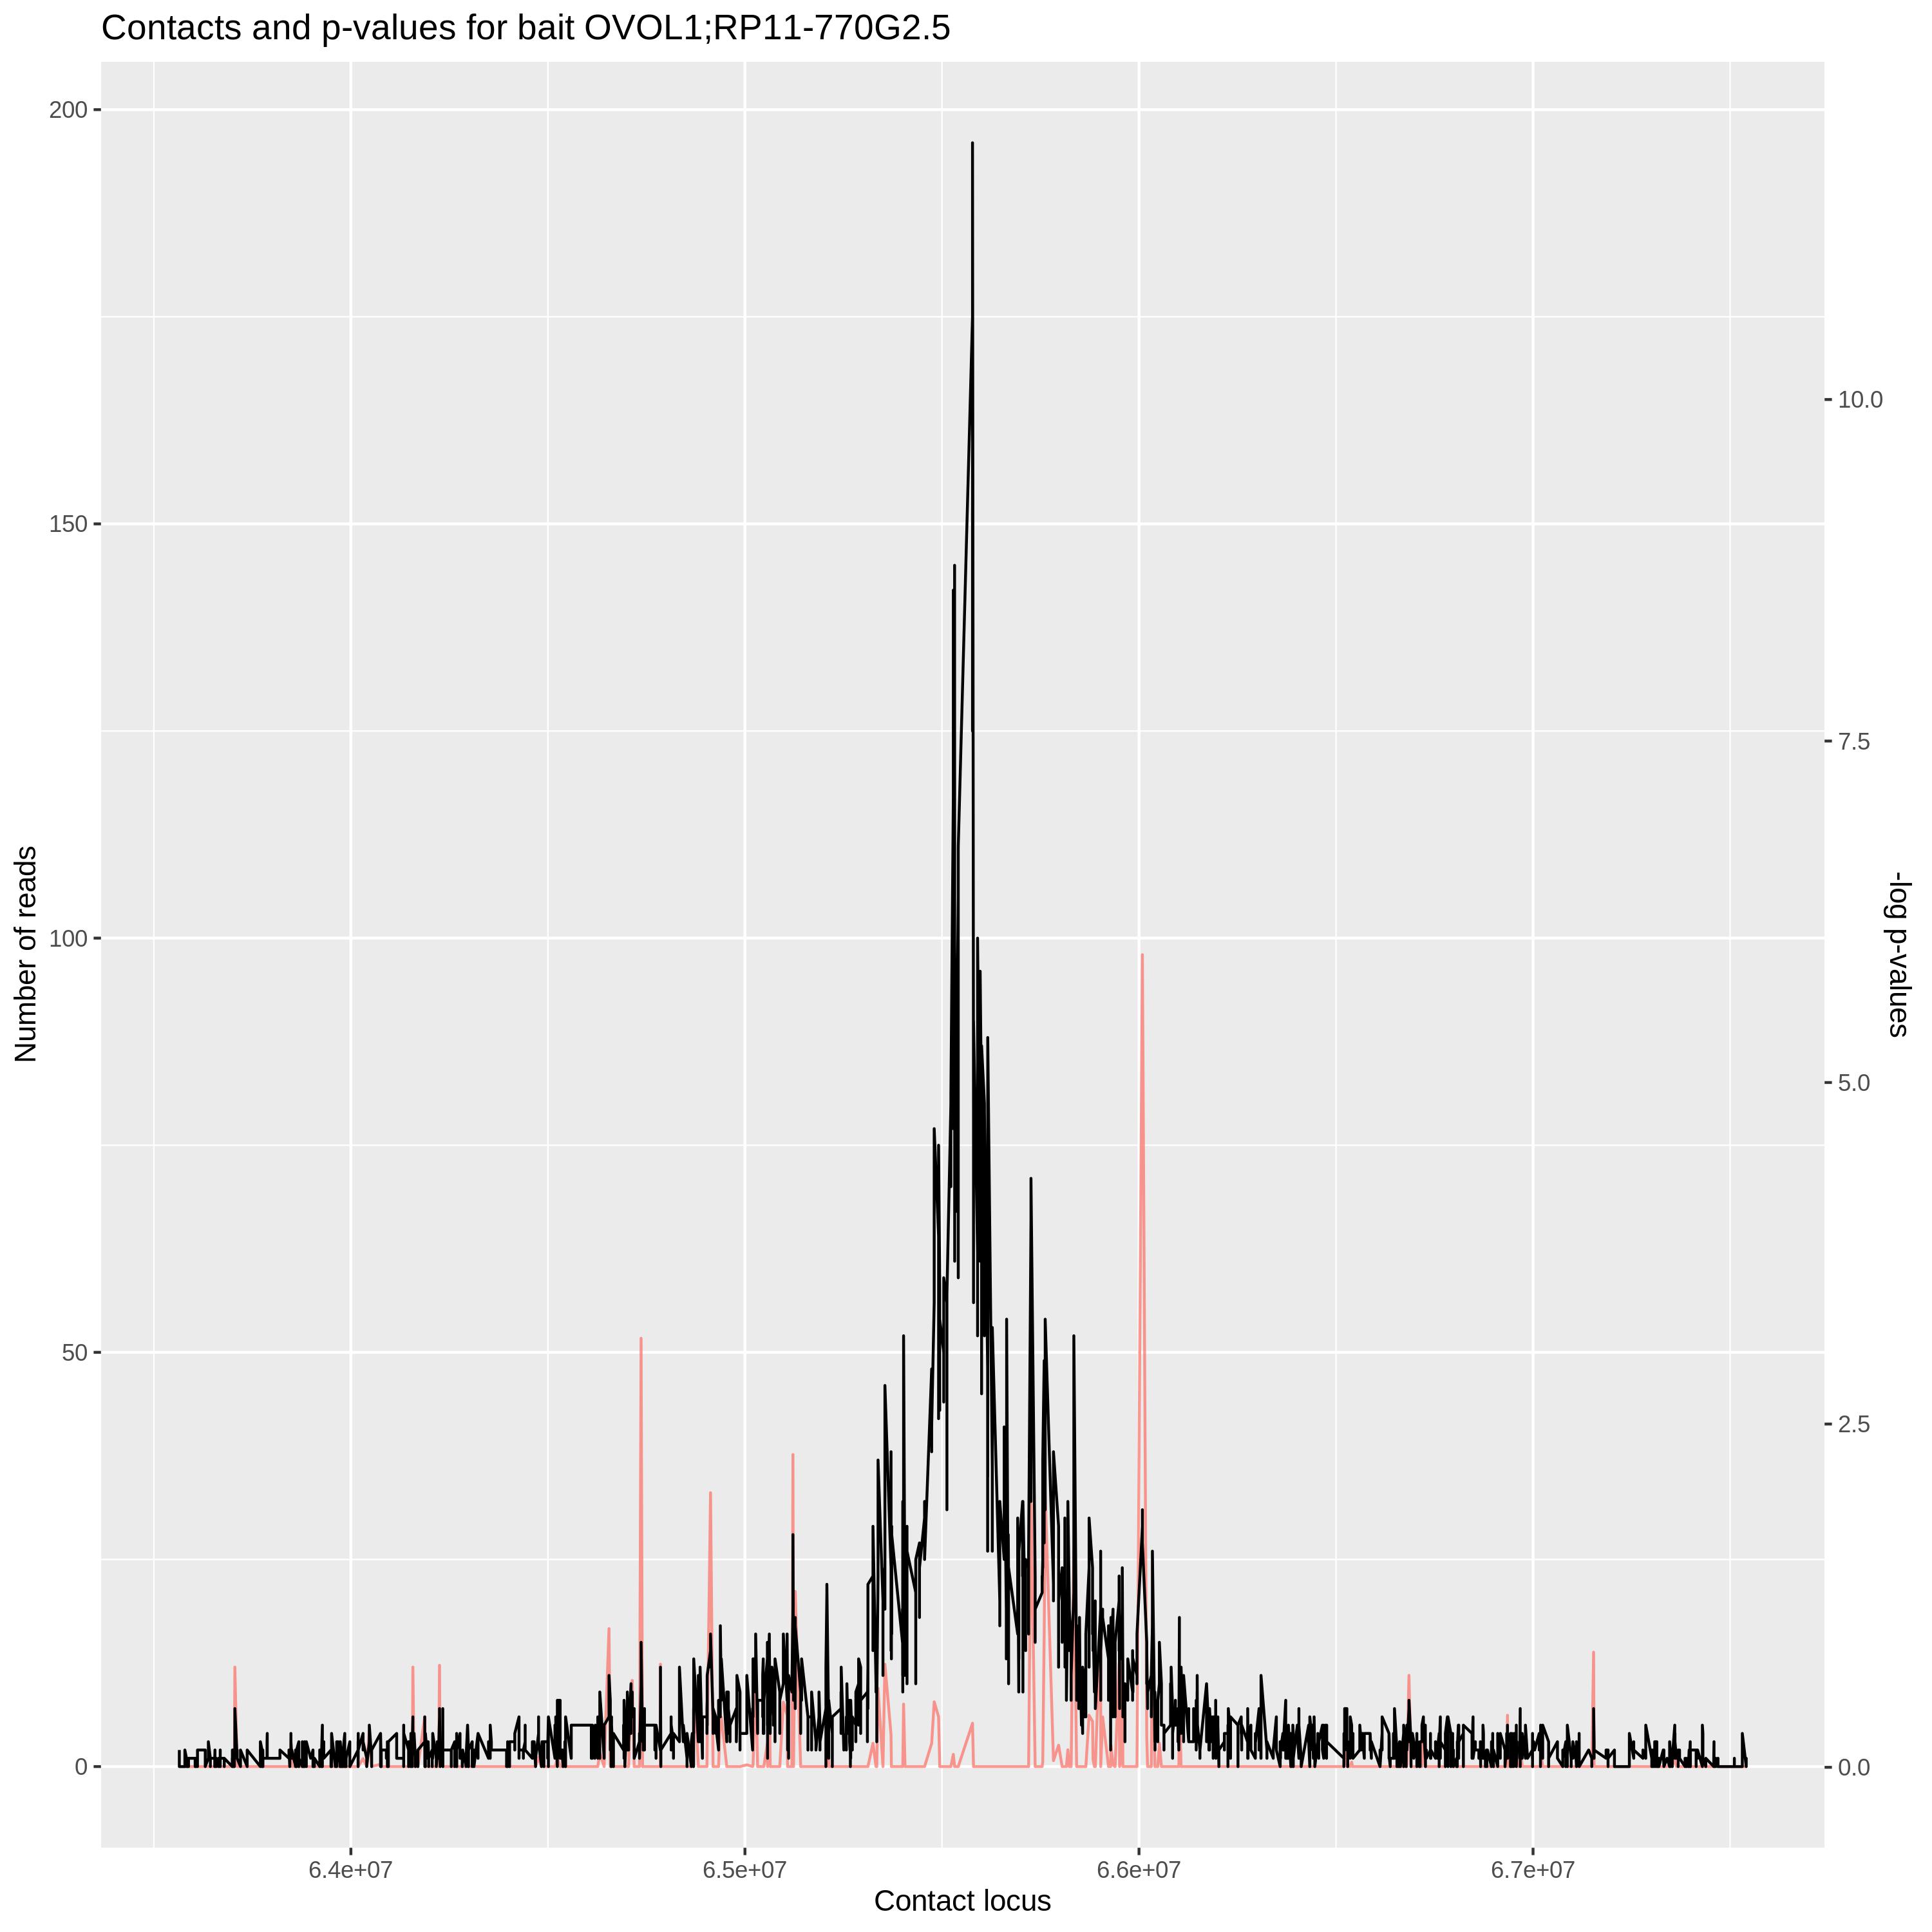 Contacts and p-values for bait OVOL1;RP11-770G2.5
200
150
100
50
0
Number of reads
10.0
7.5
5.0
2.5
0.0
-log p-values
6.4e+07
6.5e+07
6.6e+07
6.7e+07
Contact locus